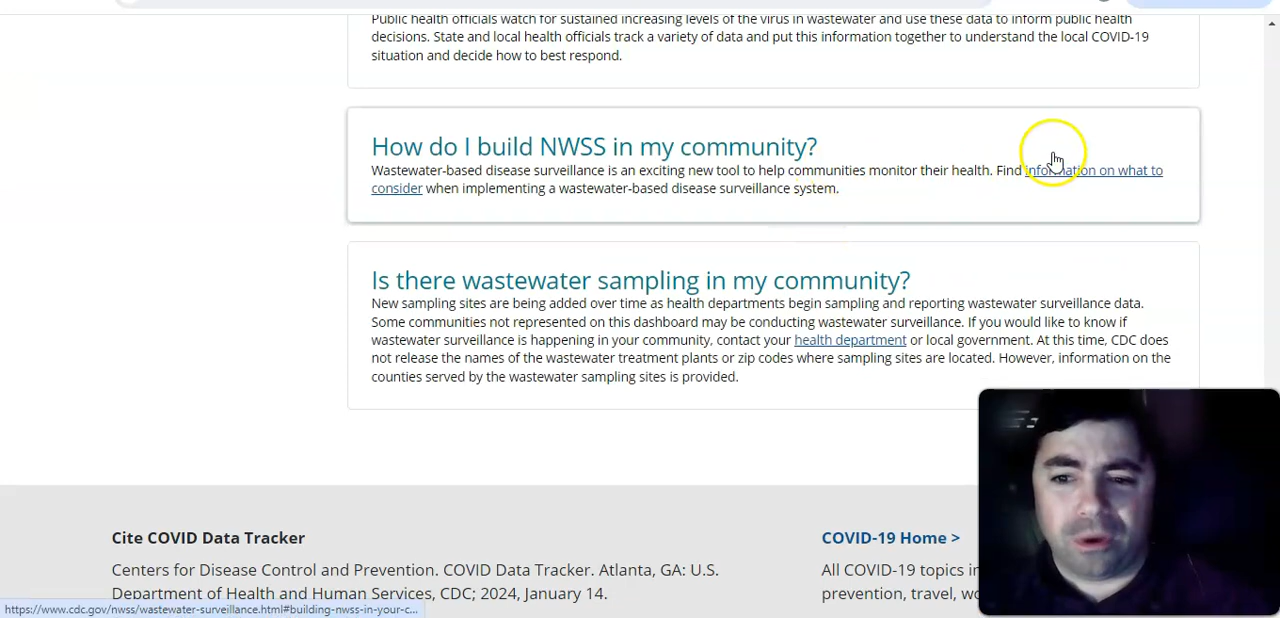 Public health officials watch for sustained increasing levels of the virus in wastewater and use these data to inform public health
decisions. State and local health officials track a variety of data and put this information together to understand the local COVID-19
situation and decide how to best respond.
How do I build NWSS in my community?
Wastewater-based disease surveillance is an exciting new tool to help communities monitor their health. Find information on what to
consider when implementing a wastewater-based disease surveillance system.
Is there wastewater sampling in my community?
New sampling sites are being added over time as health departments begin sampling and reporting wastewater surveillance data.
Some communities not represented on this dashboard may be conducting wastewater surveillance. If you would like to know if
wastewater surveillance is happening in your community, contact your health department or local government. At this time, CDC does
not release the names of the wastewater treatment plants or zip codes where sampling sites are located. However, information on the
counties served by the wastewater sampling sites is provided.
Cite COVID Data Tracker
Centers for Disease Control and Prevention. COVID Data Tracker. Atlanta, GA: U.S.
Department of Health and Human Services, CDC; 2024, January 14.
COVID-19 Home >
All COVID-19 topics in
prevention, travel,
https://www.cdc.gov/nwss/wastewater-surveillance.html#building-nwss-in-your-c...